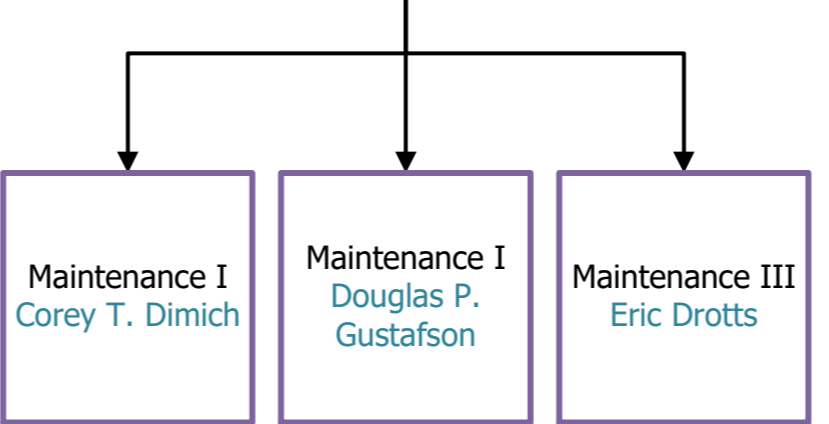 Maintenance I
Corey T. Dimich
Maintenance I
Douglas P.
Gustafson
Maintenance III
Eric Drotts